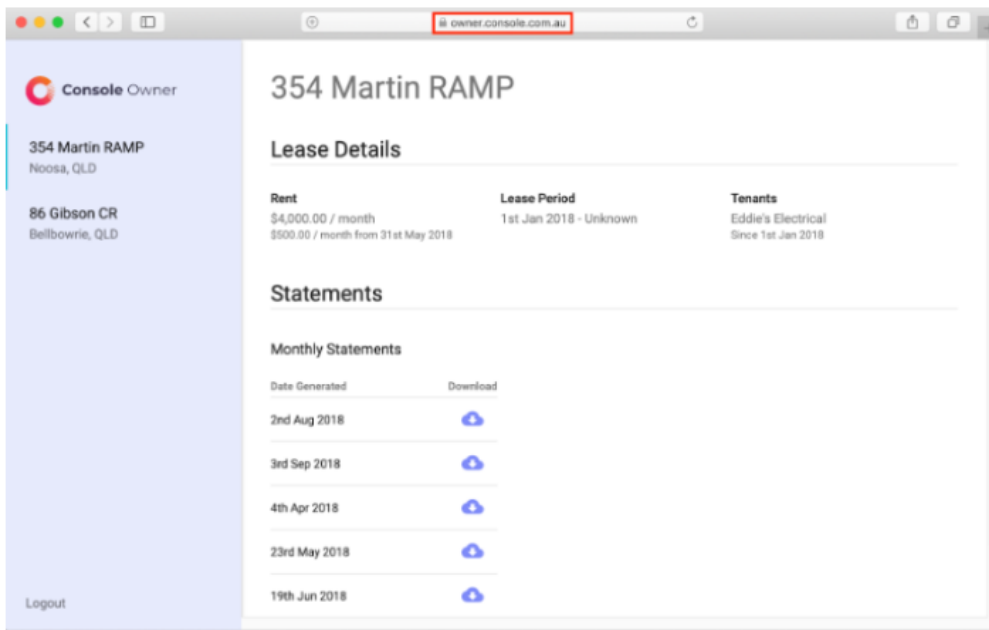 owner.console.com.au
Console Owner
354 Martin RAMP
Noosa, QLD
86 Gibson CR
Bellbowrie, QLD
Logout
354 Martin RAMP
Lease Details
Rent Lease Period Tenants
$4,000.00 / month 1st Jan 2018 - Unknown Eddie's Electrical
$500.00 / month from 31st May 2018 Since 1st Jan 2018
Statements
Monthly Statements
Date Generated Download
2nd Aug 2018
3rd Sep 2018
4th Apr 2018
23rd May 2018
19th Jun 2018